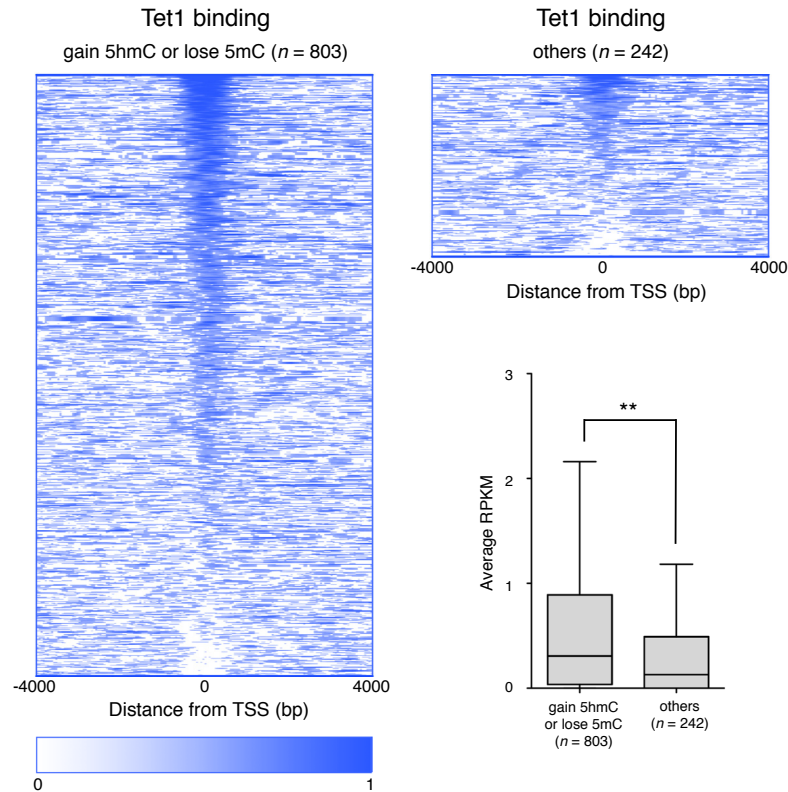 Tet1 binding
gain 5hmC or lose 5mC (n = 803)
-4000 0 4000
Distance from TSS (bp)
0 1
Tet1 binding
others (n = 242)
-4000 0 4000
Distance from TSS (bp)
3
2
1
0
Average RPKM
**
gain 5hmC
or lose 5mC
(n = 803)
others
(n = 242)